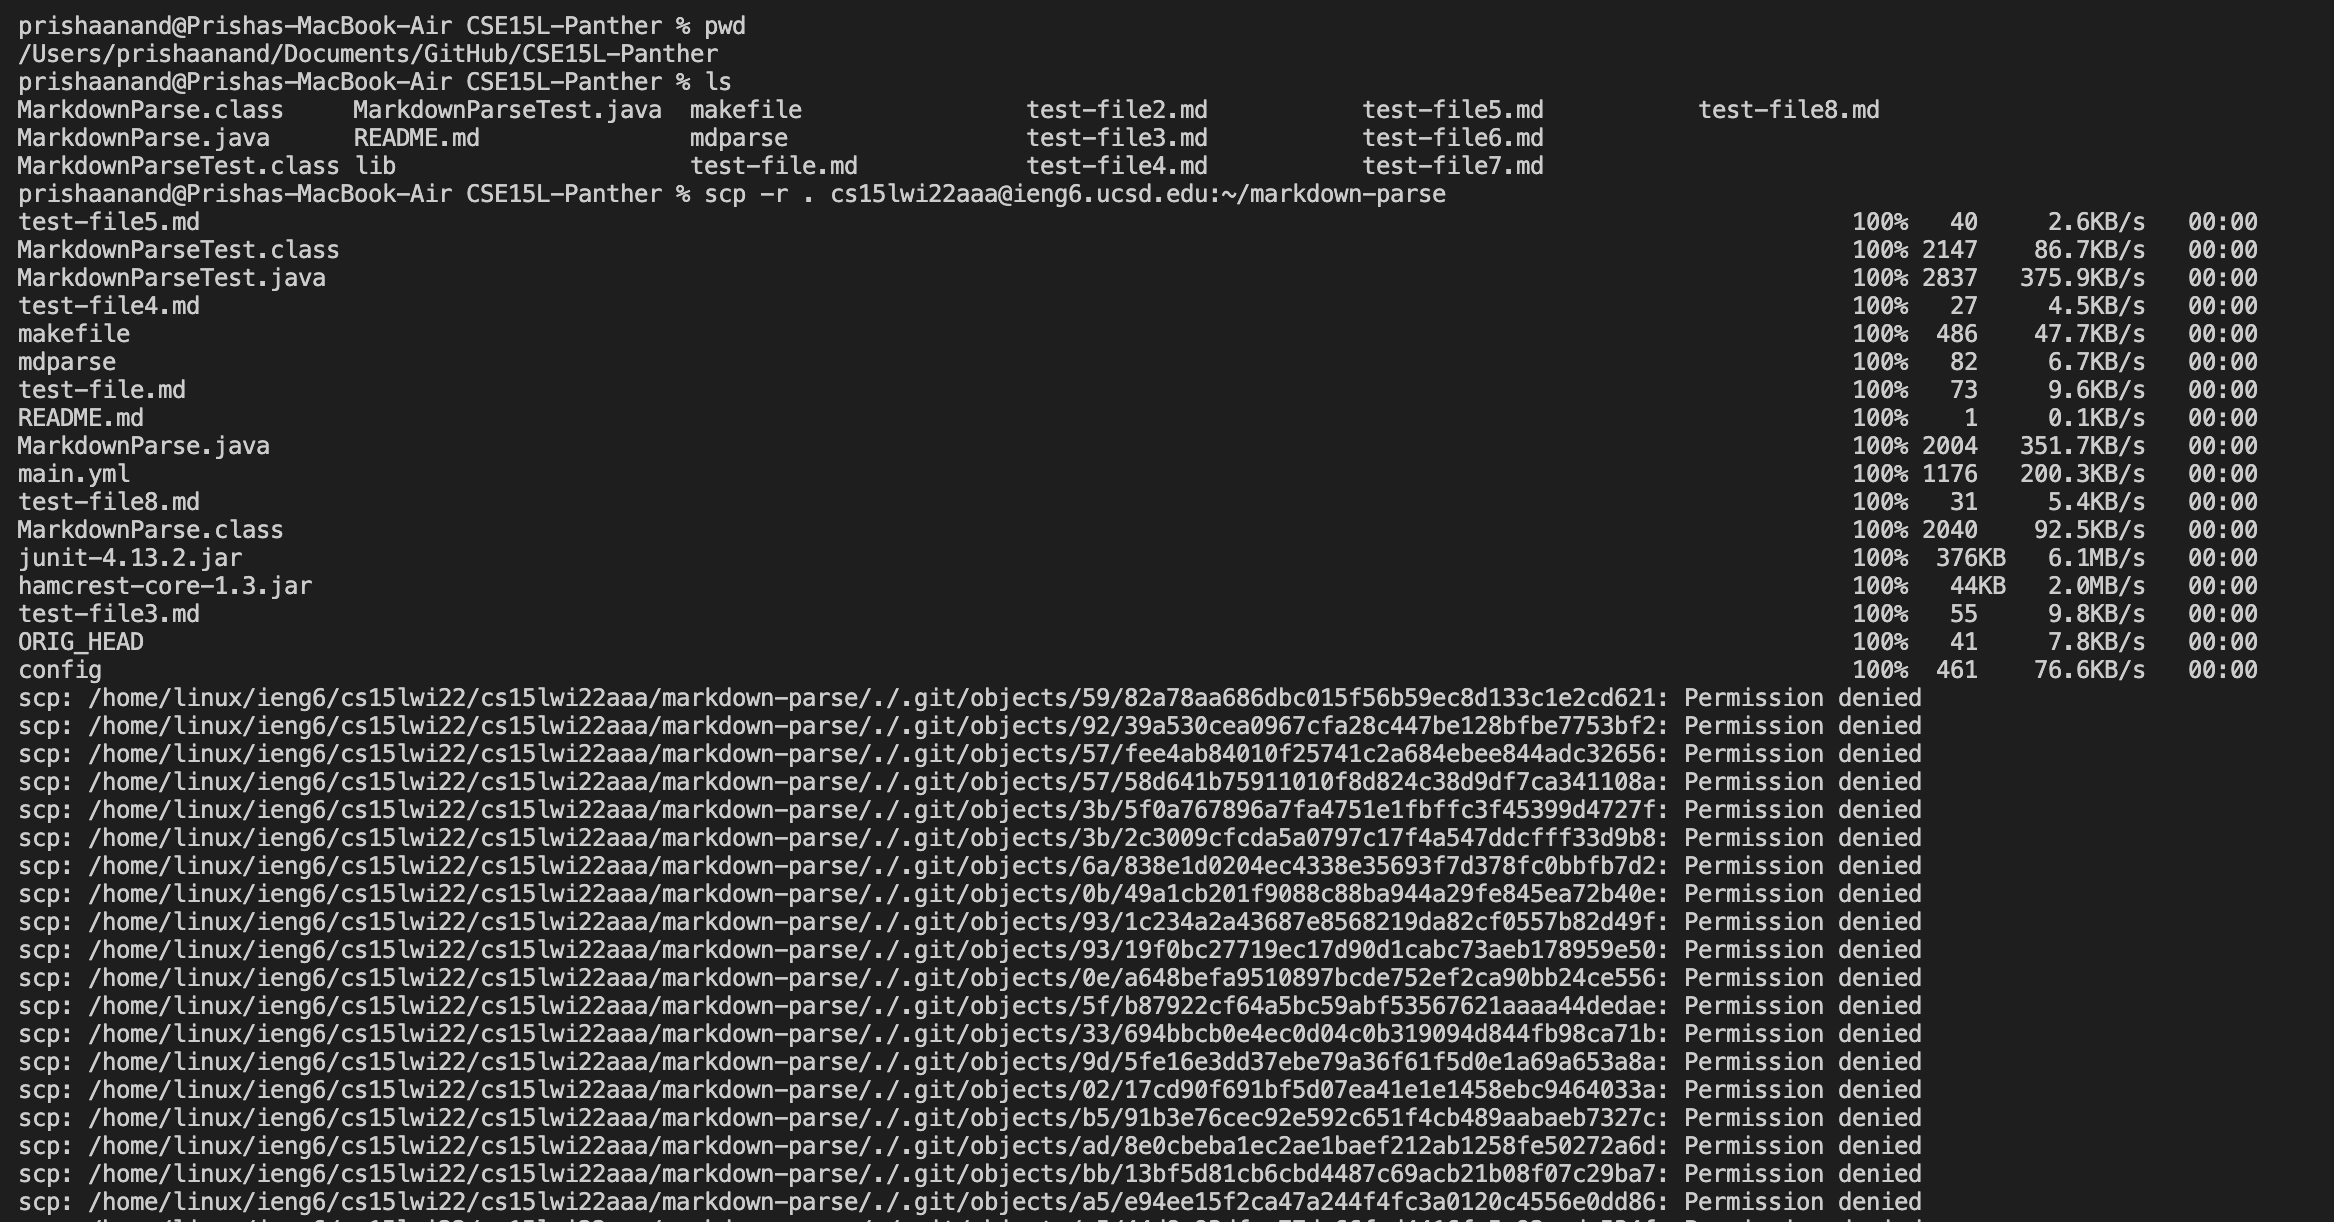 prishaanand@Prishas-MacBook-Air CSE15L-Panther % pwd
/Users/prishaanand/Documents/GitHub/CSE15L-Panther
prishaanand@Prishas-MacBook-Air CSE15L-Panther % ls
MarkdownParse.class MarkdownParseTest.java makefile test-file2.md test-file5.md test-file8.md
MarkdownParse.java README.md mdparse test-file3.md test-file6.md
MarkdownParseTest.class lib test-file.md test-file4.md test-file7.md
prishaanand@Prishas-MacBook-Air CSE15L-Panther % scp -r . cs15lwi22aaa@ieng6.ucsd.edu:~/markdown-parse
test-file5.md 100% 40 2.6KB/s 00:00
MarkdownParseTest.class 100% 2147 86.7KB/s 00:00
MarkdownParseTest.java 100% 2837 375.9KB/s 00:00
test-file4.md 100% 27 4.5KB/s 00:00
makefile 100% 486 47.7KB/s 00:00
mdparse 100% 82 6.7KB/s 00:00
test-file.md 100% 73 9.6KB/s 00:00
README.md 100% 1 0.1KB/s 00:00
MarkdownParse.java 100% 2004 351.7KB/s 00:00
main.yml 100% 1176 200.3KB/s 00:00
test-file8.md 100% 31 5.4KB/s 00:00
MarkdownParse.class 100% 2040 92.5KB/s 00:00
junit-4.13.2.jar 100% 376KB 6.1MB/s 00:00
hamcrest-core-1.3.jar 100% 44KB 2.0MB/s 00:00
test-file3.md 100% 55 9.8KB/s 00:00
ORIG_HEAD 100% 41 7.8KB/s 00:00
config 100% 461 76.6KB/s 00:00
scp: /home/linux/ieng6/cs15lwi22/cs15lwi22aaa/markdown-parse/./.git/objects/59/82a78aa686dbc015f56b59ec8d133c1e2cd621: Permission denied
scp: /home/linux/ieng6/cs15lwi22/cs15lwi22aaa/markdown-parse/./.git/objects/92/39a530cea0967cfa28c447be128bfbe7753bf2: Permission denied
scp: /home/linux/ieng6/cs15lwi22/cs15lwi22aaa/markdown-parse/./.git/objects/57/fee4ab84010f25741c2a684ebee844adc32656: Permission denied
scp: /home/linux/ieng6/cs15lwi22/cs15lwi22aaa/markdown-parse/./.git/objects/57/58d641b75911010f8d824c38d9df7ca341108a: Permission denied
scp: /home/linux/ieng6/cs15lwi22/cs15lwi22aaa/markdown-parse/./.git/objects/3b/5f0a767896a7fa4751e1fbffc3f45399d4727f: Permission denied
scp: /home/linux/ieng6/cs15lwi22/cs15lwi22aaa/markdown-parse/./.git/objects/3b/2c3009cfcda5a0797c17f4a547ddcfff33d9b8: Permission denied
scp: /home/linux/ieng6/cs15lwi22/cs15lwi22aaa/markdown-parse/./.git/objects/6a/838e1d0204ec4338e35693f7d378fc0bbfb7d2: Permission denied
scp: /home/linux/ieng6/cs15lwi22/cs15lwi22aaa/markdown-parse/./.git/objects/0b/49a1cb201f9088c88ba944a29fe845ea72b40e: Permission denied
scp: /home/linux/ieng6/cs15lwi22/cs15lwi22aaa/markdown-parse/./.git/objects/93/1c234a2a43687e8568219da82cf0557b82d49f: Permission denied
scp: /home/linux/ieng6/cs15lwi22/cs15lwi22aaa/markdown-parse/./.git/objects/93/19f0bc27719ec17d90d1cabc73aeb178959e50: Permission denied
scp: /home/linux/ieng6/cs15lwi22/cs15lwi22aaa/markdown-parse/./.git/objects/0e/a648befa9510897bcde752ef2ca90bb24ce556: Permission denied
scp: /home/linux/ieng6/cs15lwi22/cs15lwi22aaa/markdown-parse/./.git/objects/5f/b87922cf64a5bc59abf53567621aaaa44dedae: Permission denied
scp: /home/linux/ieng6/cs15lwi22/cs15lwi22aaa/markdown-parse/./.git/objects/33/694bbcb0e4ec0d04c0b319094d844fb98ca71b: Permission denied
scp: /home/linux/ieng6/cs15lwi22/cs15lwi22aaa/markdown-parse/./.git/objects/9d/5fe16e3dd37ebe79a36f61f5d0e1a69a653a8a: Permission denied
scp: /home/linux/ieng6/cs15lwi22/cs15lwi22aaa/markdown-parse/./.git/objects/02/17cd90f691bf5d07ea41e1e1458ebc9464033a: Permission denied
scp: /home/linux/ieng6/cs15lwi22/cs15lwi22aaa/markdown-parse/./.git/objects/b5/91b3e76cec92e592c651f4cb489aabaeb7327c: Permission denied
scp: /home/linux/ieng6/cs15lwi22/cs15lwi22aaa/markdown-parse/./.git/objects/ad/8e0cbeba1ec2ae1baef212ab1258fe50272a6d: Permission denied
scp: /home/linux/ieng6/cs15lwi22/cs15lwi22aaa/markdown-parse/./.git/objects/bb/13bf5d81cb6cbd4487c69acb21b08f07c29ba7: Permission denied
scp: /home/linux/ieng6/cs15lwi22/cs15lwi22aaa/markdown-parse/./.git/objects/a5/e94ee15f2ca47a244f4fc3a0120c4556e0dd86: Permission denied